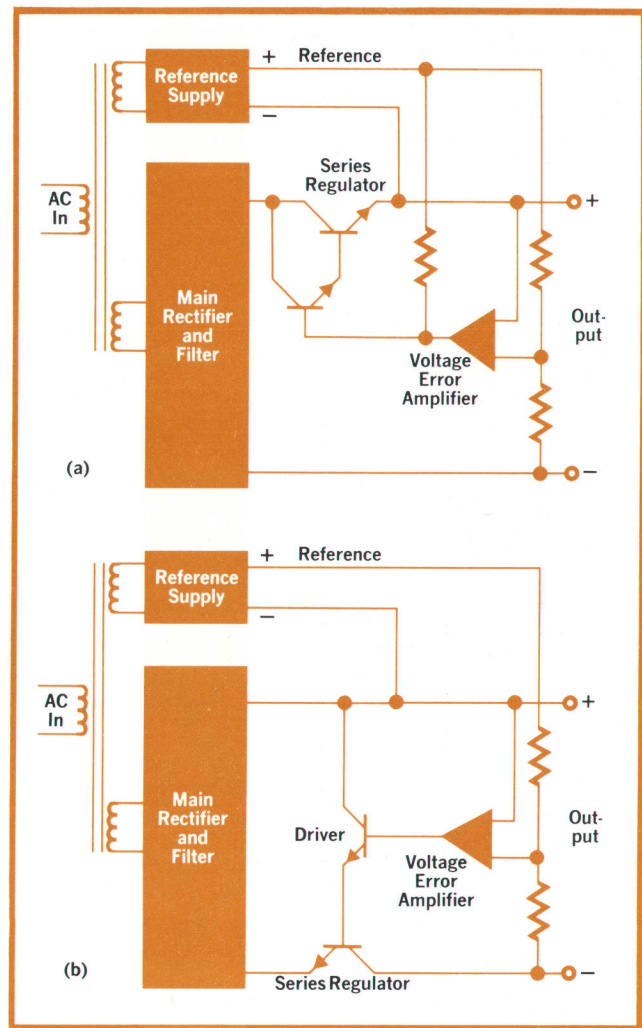 + Reference
Reference
Supply
−
Series
Regulator
AC
In
+
Main
Rectifier
and
Filter
Out-
put
Voltage
Error
Amplifier
(a)
−
+ Reference
Reference
Supply
−
AC
In
+
Main
Rectifier
and
Filter
Driver
Out-
put
Voltage
Error
Amplifier
(b)
−
Series Regulator